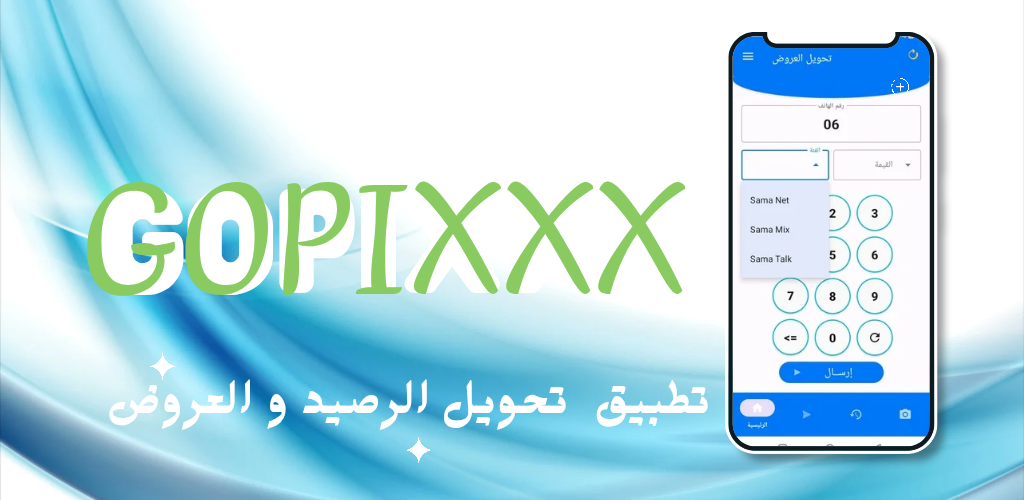 GOPIXXX
تطبيق تحويل الرصيد و العروض
تحويل العروض
رقم الهاتف
06
الفئة
القيمة
Sama Net
Sama Mix
Sama Talk
2 3
5 6
7 8 9
<= 0
إرسـال
الرئيسية